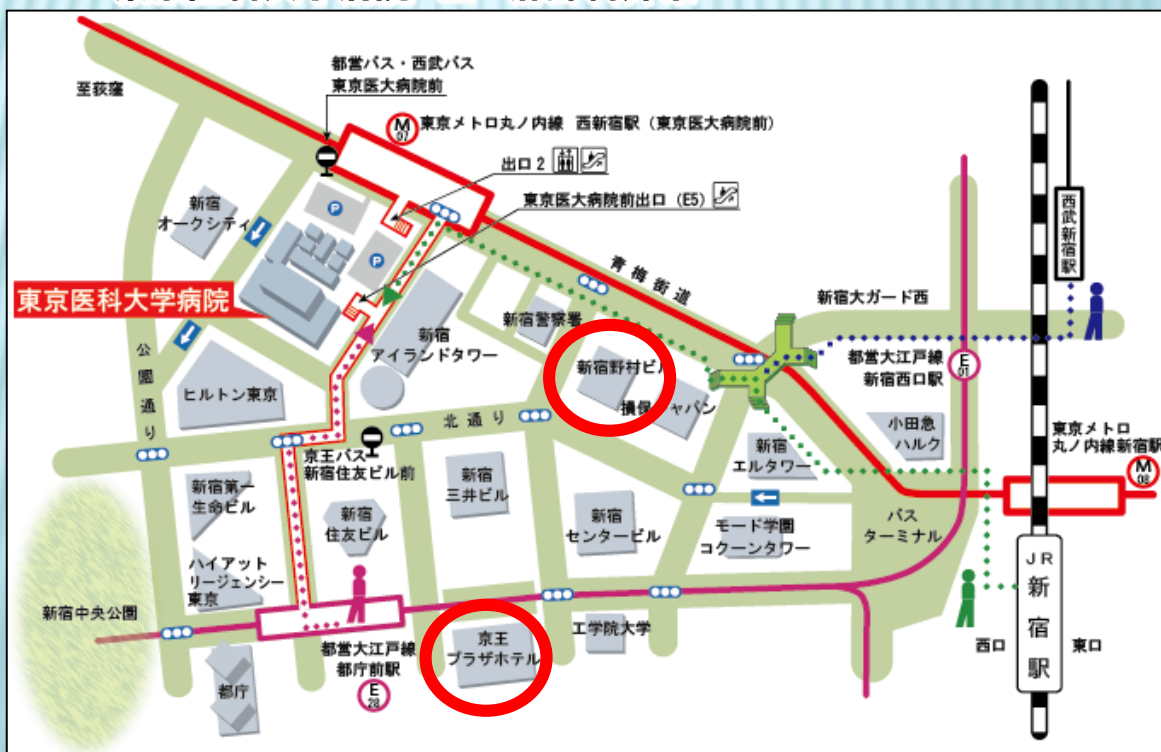 至荻窪
都営バス・西武バス
東京医大病院前
M
07
東京メトロ丸ノ内線 西新宿駅（東京医大病院前）
出口 2
東京医大病院前出口（E5）
新宿
オークシティ
P
P
東京医科大学病院
青梅街道
西武新宿駅
新宿大ガード西
新宿警察署
新宿
アイランドタワー
新宿野村ビル
損保ジャパン
都営大江戸線
新宿西口駅
E
01
公園通り
ヒルトン東京
北通り
京王バス
新宿住友ビル前
小田急
ハルク
新宿
エルタワー
東京メトロ
丸ノ内線新宿駅
M
08
新宿第一
生命ビル
新宿
住友ビル
新宿
三井ビル
新宿
センタービル
モード学園
コクーンタワー
バス
ターミナル
ハイアット
リージェンシー
東京
新宿中央公園
JR
新宿駅
西口
東口
都営大江戸線
都庁前駅
E
28
京王
プラザホテル
工学院大学
都庁